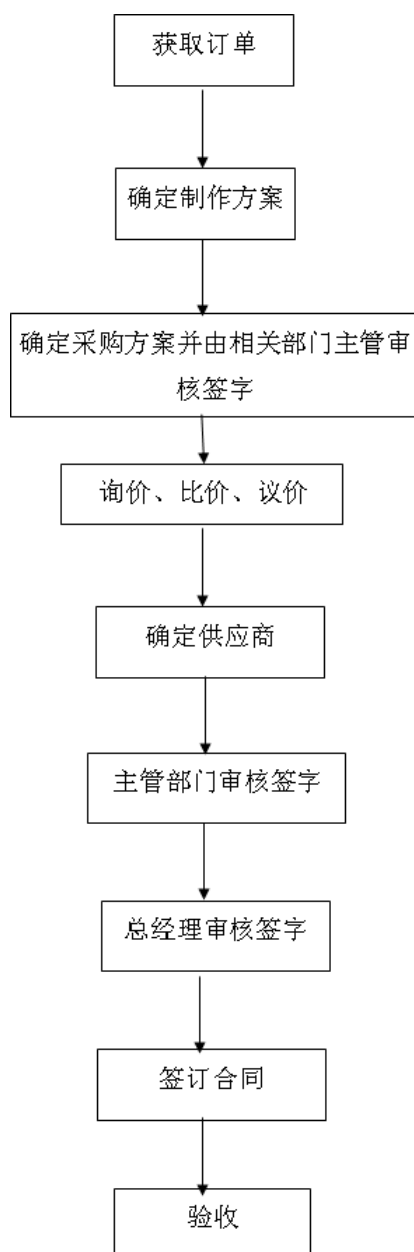 获取订单
确定制作方案
确定采购方案并由相关部门主管审
核签字
询价、比价、议价
确定供应商
主管部门审核签字
总经理审核签字
签订合同
验收